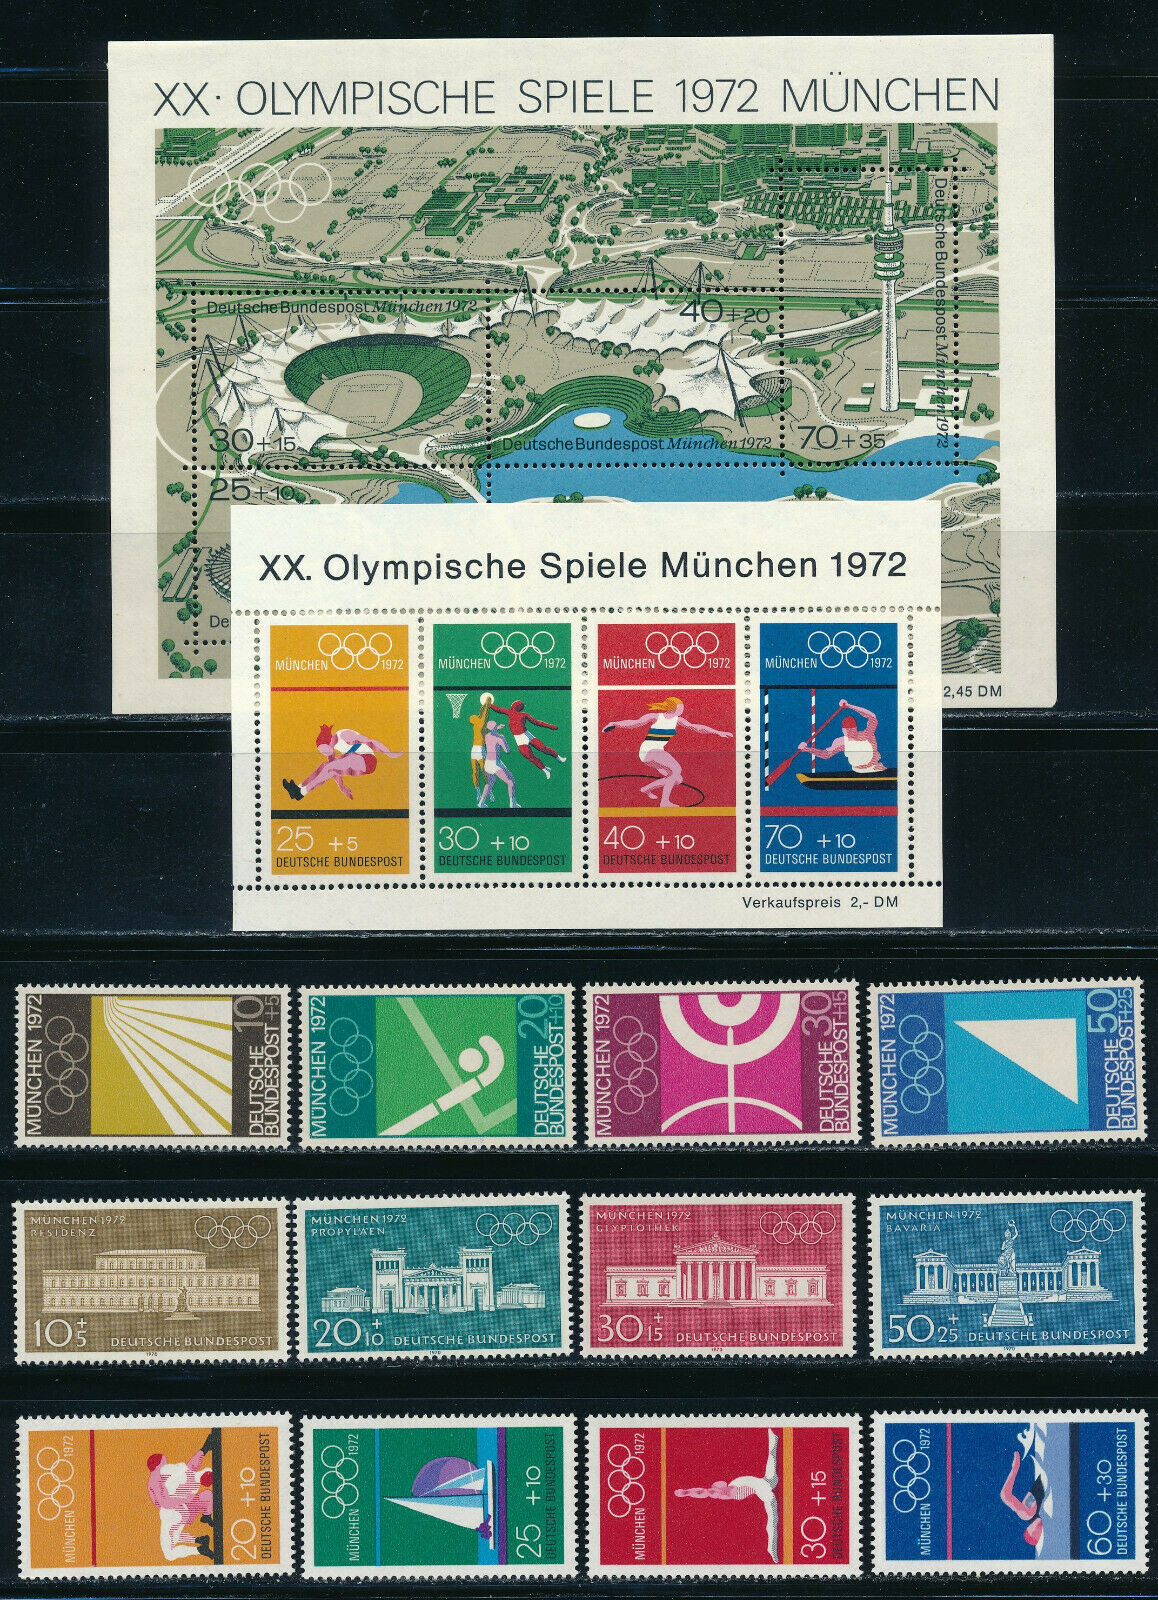 XX. OLYMPISCHE SPIELE 1972 MÜNCHEN
Deutsche Bundespost München 1972
40+20
Deutsche Bundespost München 1972
30+15
Deutsche Bundespost München 1972
70+35
25+10
De
2,45 DM
XX. Olympische Spiele München 1972
MÜNCHEN 1972
25 +5
DEUTSCHE BUNDESPOST
MÜNCHEN 1972
30 +10
DEUTSCHE BUNDESPOST
MÜNCHEN 1972
40 +10
DEUTSCHE BUNDESPOST
MÜNCHEN 1972
70 +10
DEUTSCHE BUNDESPOST
Verkaufspreis 2,- DM
MÜNCHEN 1972
10+5
DEUTSCHE
BUNDESPOST
MÜNCHEN 1972
20+10
DEUTSCHE
BUNDESPOST
MÜNCHEN 1972
30+15
DEUTSCHE
BUNDESPOST
MÜNCHEN 1972
50+25
DEUTSCHE
BUNDESPOST
MÜNCHEN 1972
RESIDENZ
10+5 DEUTSCHE BUNDESPOST
1970
MÜNCHEN 1972
PROPYLÄEN
20+10 DEUTSCHE BUNDESPOST
1970
MÜNCHEN 1972
GLYPTOTHEK
30+15 DEUTSCHE BUNDESPOST
1970
MÜNCHEN 1972
BAVARIA
50+25 DEUTSCHE BUNDESPOST
1970
MÜNCHEN 1972
20 +10
DEUTSCHE BUNDESPOST
MÜNCHEN 1972
25 +10
DEUTSCHE BUNDESPOST
MÜNCHEN 1972
30 +15
DEUTSCHE BUNDESPOST
MÜNCHEN 1972
60 +30
DEUTSCHE BUNDESPOST